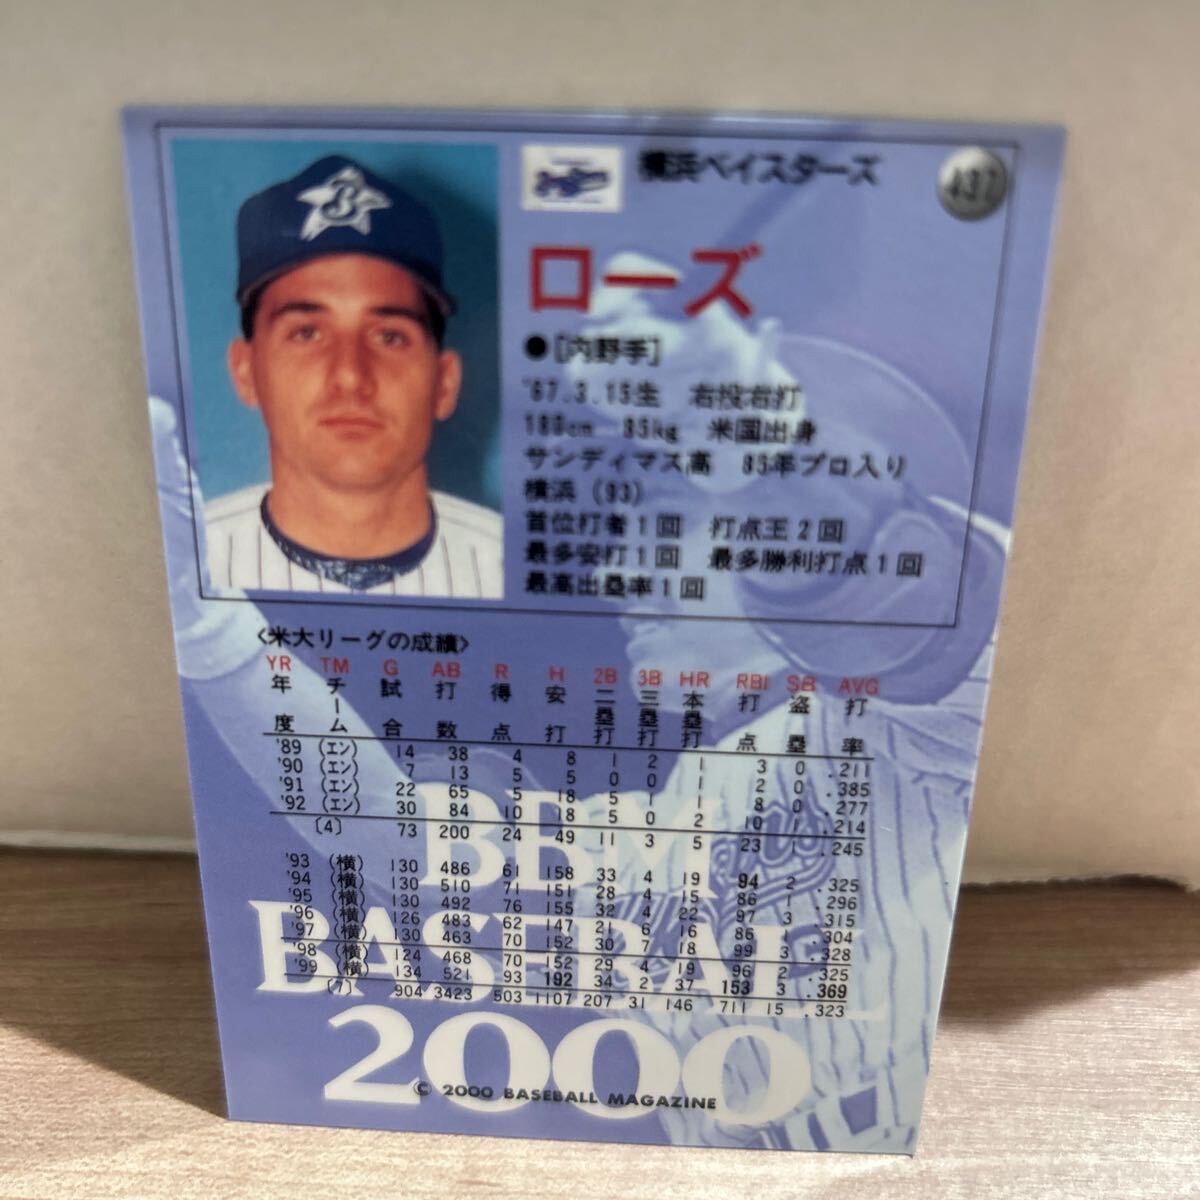 横浜ベイスターズ
437
ローズ
●[内野手]
'67.3.15生 右投右打
180cm 85kg 米国出身
サンディマス高 85年プロ入り
横浜 (93)
首位打者1回 打点王2回
最多安打1回 最多勝利打点1回
最高出塁率1回
〈米大リーグの成績〉
YR TM G AB R H 2B 3B HR RBI SB AVG
年度 チーム 試合 打数 得点 安打 二塁打 三塁打 本塁打 打点 盗塁 打率
'89 (エン) 14 38 4 8 1 2 1 3 0 .211
'90 (エン) 7 13 5 5 0 0 1 2 0 .385
'91 (エン) 22 65 5 18 5 1 1 8 0 .277
'92 (エン) 30 84 10 18 5 0 2 10 1 .214
〔4〕 73 200 24 49 11 3 5 23 1 .245
'93 (横) 130 486 61 158 33 4 19 94 2 .325
'94 (横) 130 510 71 151 28 4 15 86 1 .296
'95 (横) 130 492 76 155 32 4 22 97 3 .315
'96 (横) 126 483 62 147 21 6 16 86 1 .304
'97 (横) 130 463 70 152 30 7 18 99 3 .328
'98 (横) 124 468 70 152 29 4 19 96 2 .325
'99 (横) 134 521 93 192 34 2 37 153 3 .369
〔7〕 904 3423 503 1107 207 31 146 711 15 .323
BBM
BASEBALL
2000
© 2000 BASEBALL MAGAZINE